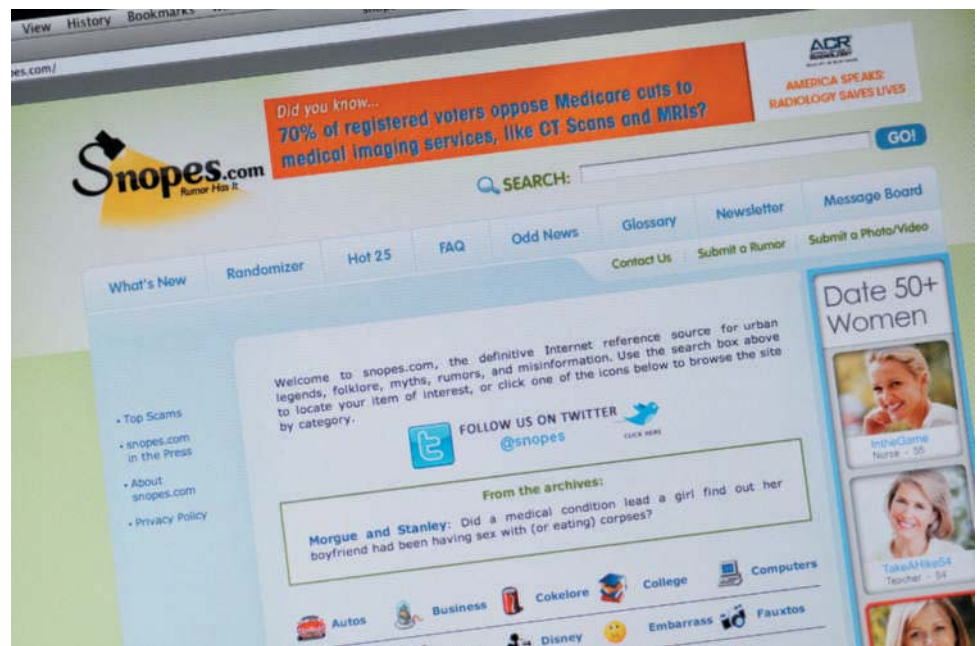 View History Bookmarks
es.com/
Did you know...
70% of registered voters oppose Medicare cuts to
medical imaging services, like CT Scans and MRIs?
ACR
AMERICA SPEAKS:
RADIOLOGY SAVES LIVES
Snopes.com
Rumor Has It
SEARCH:
GO!
What's New Randomizer Hot 25 FAQ Odd News Glossary Newsletter Message Board
Contact Us Submit a Rumor Submit a Photo/Video
• Top Scams
• snopes.com
in the Press
• About
snopes.com
• Privacy Policy
Welcome to snopes.com, the definitive Internet reference source for urban
legends, folklore, myths, rumors, and misinformation. Use the search box above
to locate your item of interest, or click one of the icons below to browse the site
by category.
FOLLOW US ON TWITTER
@snopes
CLICK HERE
From the archives:
Morgue and Stanley: Did a medical condition lead a girl find out her
boyfriend had been having sex with (or eating) corpses?
Autos Business Cokelore College Computers
Disney Embarrass Fauxtos
Date 50+
Women
IntheGame
Nurse - 55
TakeAHike54
Teacher - 54